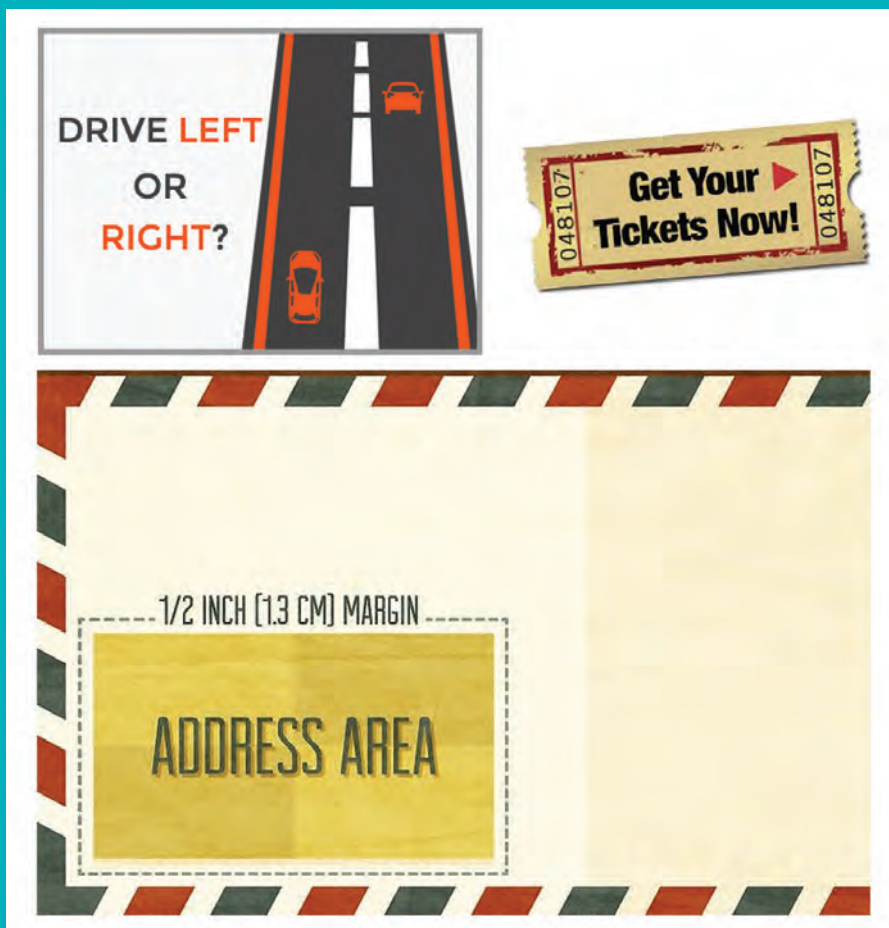 DRIVE LEFT
OR
RIGHT?
048107
Get Your
Tickets Now!
048107
1/2 INCH (1.3 CM) MARGIN
ADDRESS AREA